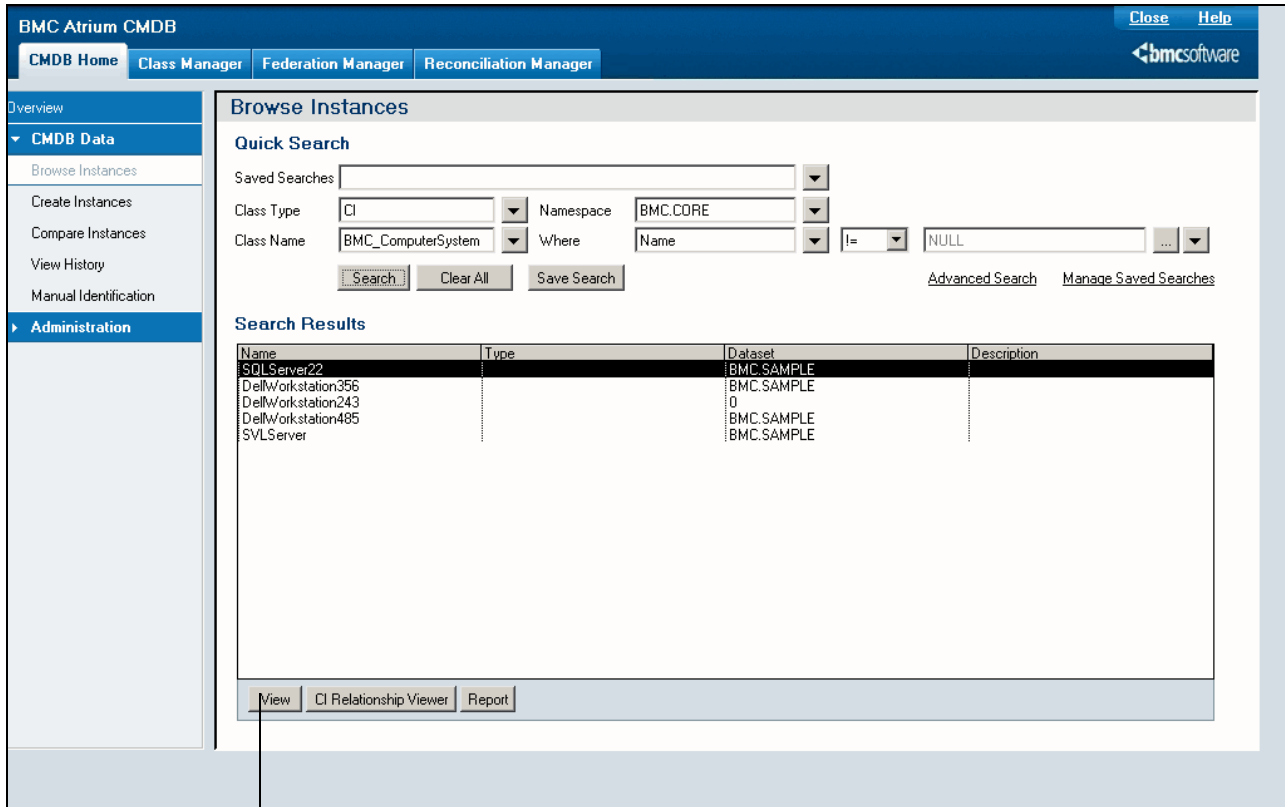 BMC Atrium CMDB
Close Help
CMDB Home Class Manager Federation Manager Reconciliation Manager
bmcsoftware
Overview
CMDB Data
Browse Instances
Create Instances
Compare Instances
View History
Manual Identification
Administration
Browse Instances
Quick Search
Saved Searches
Class Type CI Namespace BMC.CORE
Class Name BMC_ComputerSystem Where Name != NULL ...
Search Clear All Save Search Advanced Search Manage Saved Searches
Search Results
Name Type Dataset Description
SQLServer22 BMC.SAMPLE
DellWorkstation356 BMC.SAMPLE
DellWorkstation243 0
DellWorkstation485 BMC.SAMPLE
SVLServer BMC.SAMPLE
View CI Relationship Viewer Report